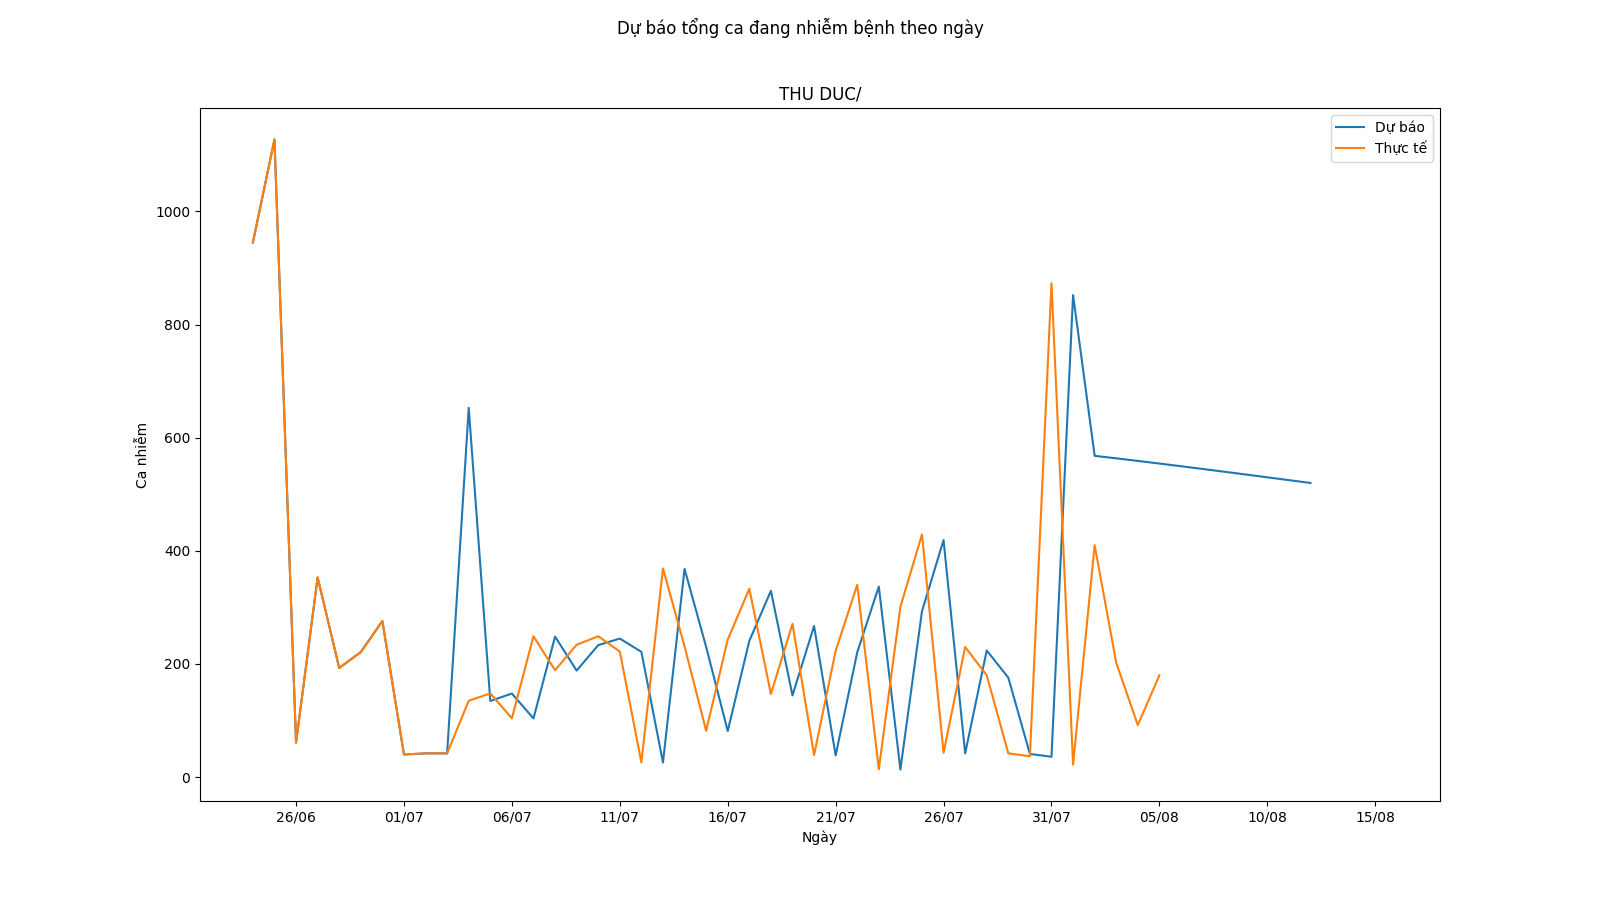 Dự báo tổng ca đang nhiễm bệnh theo ngày
THU DUC/
Dự báo
Thực tế
1000
800
600
400
200
0
Ca nhiễm
26/06
01/07
06/07
11/07
16/07
21/07
26/07
31/07
05/08
10/08
15/08
Ngày